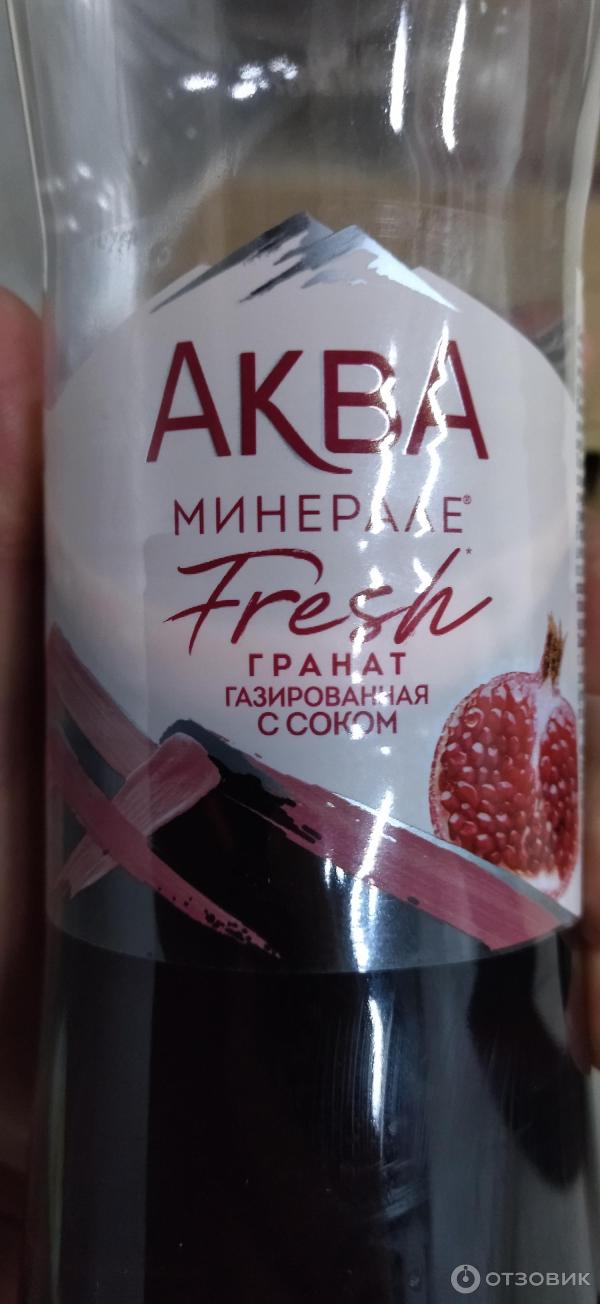 АКВА
МИНЕРАЛЕ®
Fresh*
ГРАНАТ
ГАЗИРОВАННАЯ
С СОКОМ
ОТЗОВИК